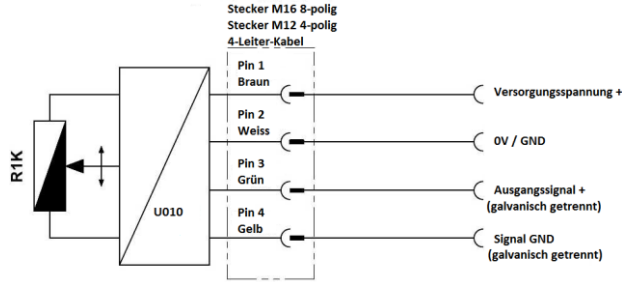 Stecker M16 8-polig
Stecker M12 4-polig
4-Leiter-Kabel
Pin 1
Braun
Versorgungsspannung +
Pin 2
Weiss
0V / GND
R1K
Pin 3
Grün
Ausgangssignal +
(galvanisch getrennt)
U010
Pin 4
Gelb
Signal GND
(galvanisch getrennt)